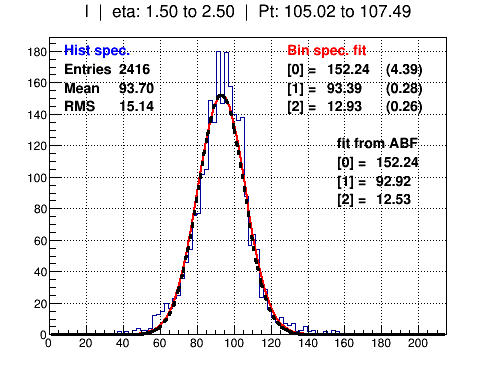 I | eta: 1.50 to 2.50 | Pt: 105.02 to 107.49
Hist spec.
Entries 2416
Mean 93.70
RMS 15.14
Bin spec. fit
[0] = 152.24 (4.39)
[1] = 93.39 (0.28)
[2] = 12.93 (0.26)
fit from ABF
[0] = 152.24
[1] = 92.92
[2] = 12.53
180
160
140
120
100
80
60
40
20
0
0 20 40 60 80 100 120 140 160 180 200